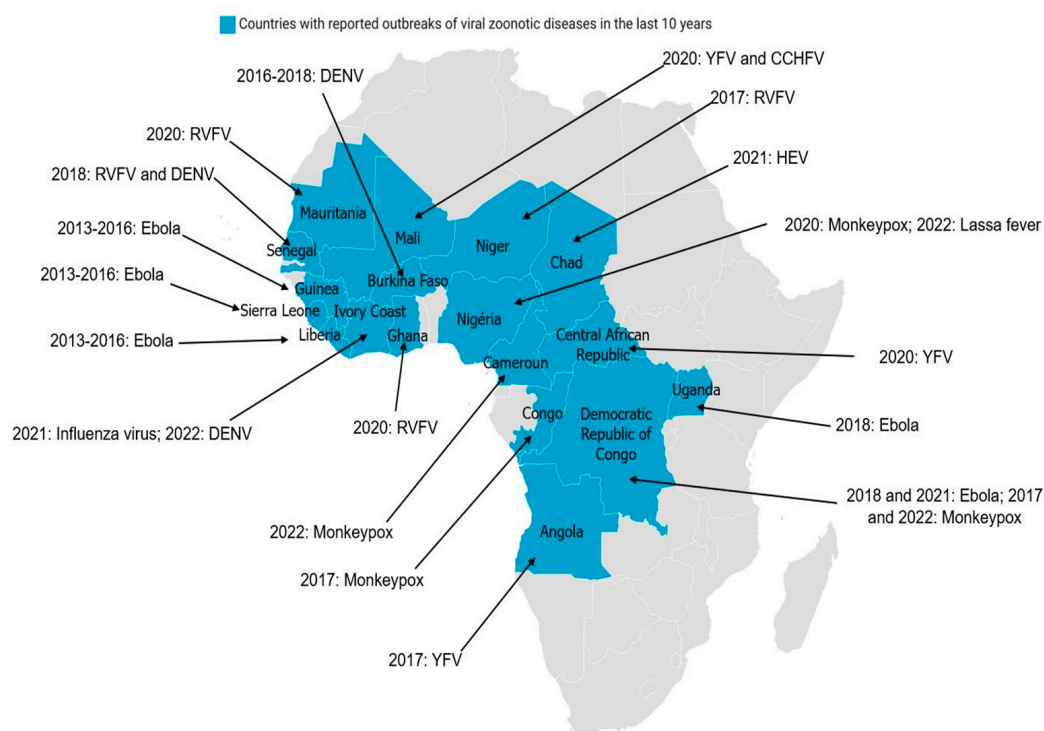 Countries with reported outbreaks of viral zoonotic diseases in the last 10 years
2020: YFV and CCHFV
2016-2018: DENV
2017: RVFV
2020: RVFV
2021: HEV
2018: RVFV and DENV
2013-2016: Ebola
2020: Monkeypox; 2022: Lassa fever
2013-2016: Ebola
2013-2016: Ebola
2020: YFV
2021: Influenza virus; 2022: DENV
2020: RVFV
2018: Ebola
2018 and 2021: Ebola; 2017
and 2022: Monkeypox
2022: Monkeypox
2017: Monkeypox
2017: YFV
Mauritania
Mali
Niger
Chad
Senegal
Burkina Faso
Guinea
Sierra Leone
Ivory Coast
Nigéria
Liberia
Ghana
Central African
Republic
Cameroun
Uganda
Congo
Democratic
Republic of
Congo
Angola